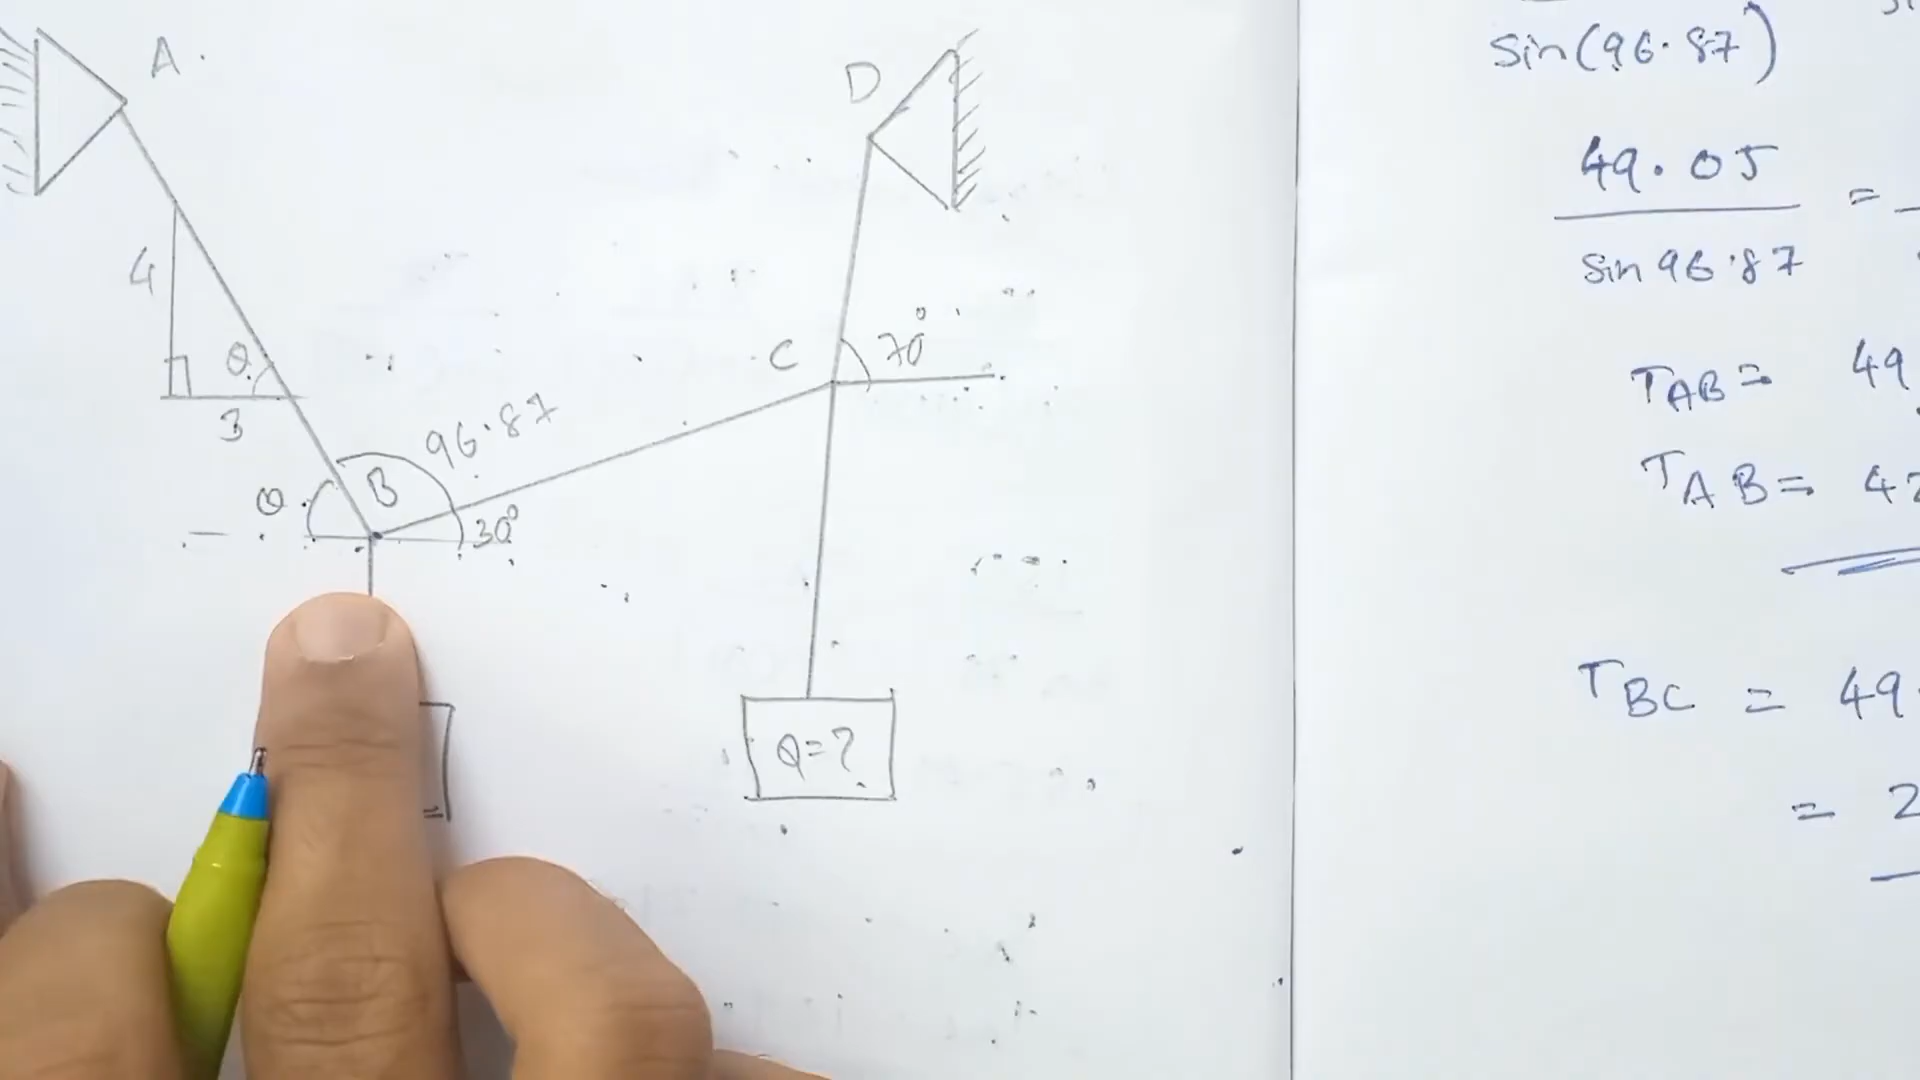 A.
D
4
θ
3
C
70°
96.87
B
θ
30°
Q=?
sin(96.87)
49.05
=
sin 96.87
TAB= 49
TAB= 42
TBC = 49.
= 2